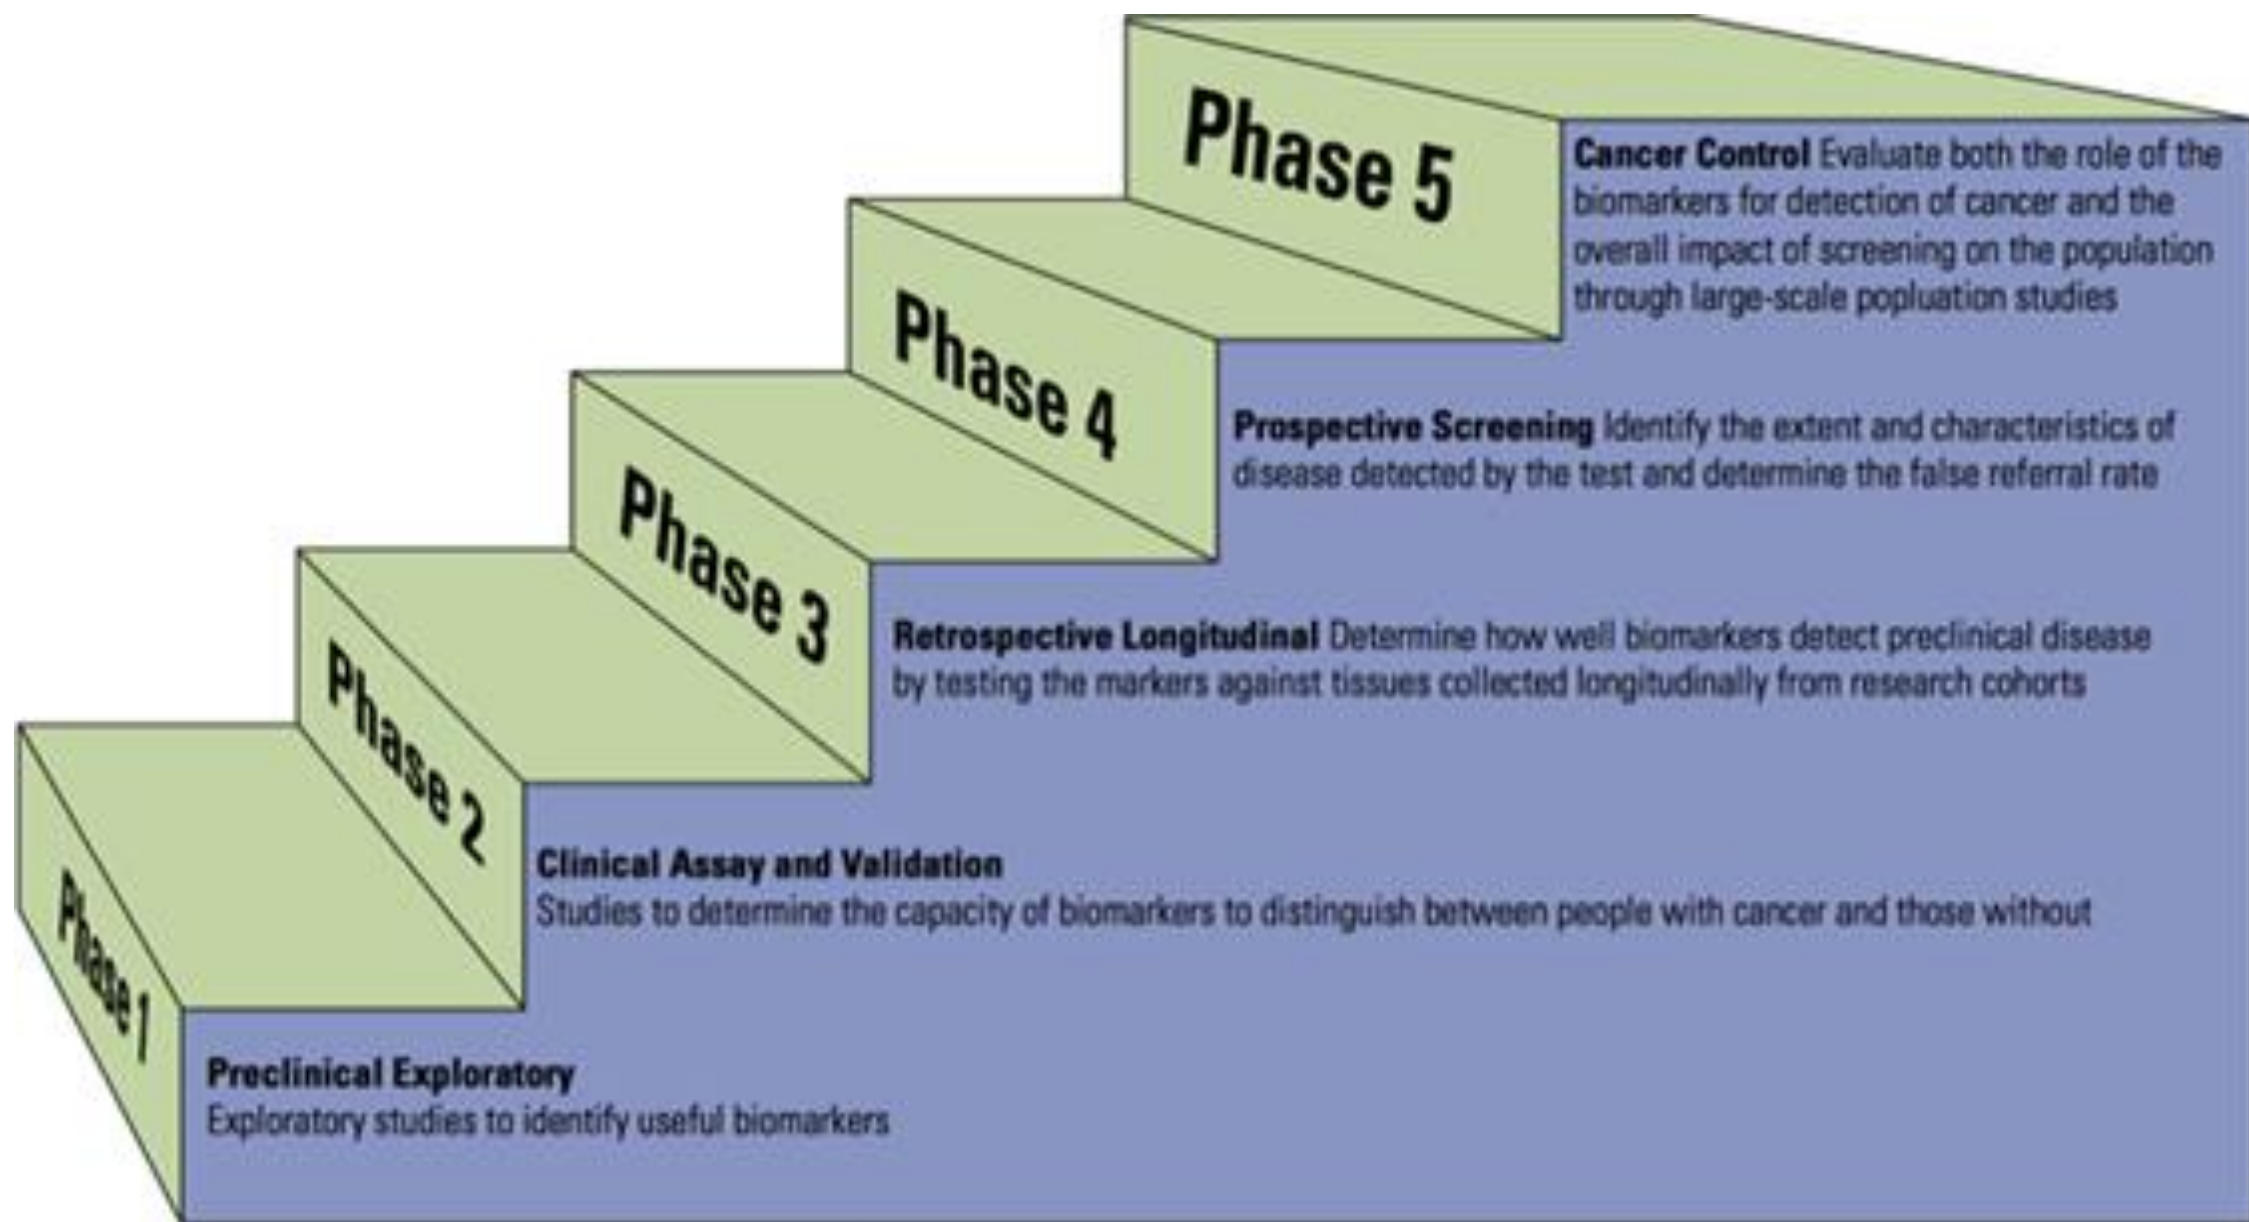 Phase 5
Cancer Control Evaluate both the role of the
biomarkers for detection of cancer and the
overall impact of screening on the population
through large-scale popluation studies
Phase 4
Prospective Screening Identify the extent and characteristics of
disease detected by the test and determine the false referral rate
Phase 3
Retrospective Longitudinal Determine how well biomarkers detect preclinical disease
by testing the markers against tissues collected longitudinally from research cohorts
Phase 2
Clinical Assay and Validation
Studies to determine the capacity of biomarkers to distinguish between people with cancer and those without
Phase 1
Preclinical Exploratory
Exploratory studies to identify useful biomarkers